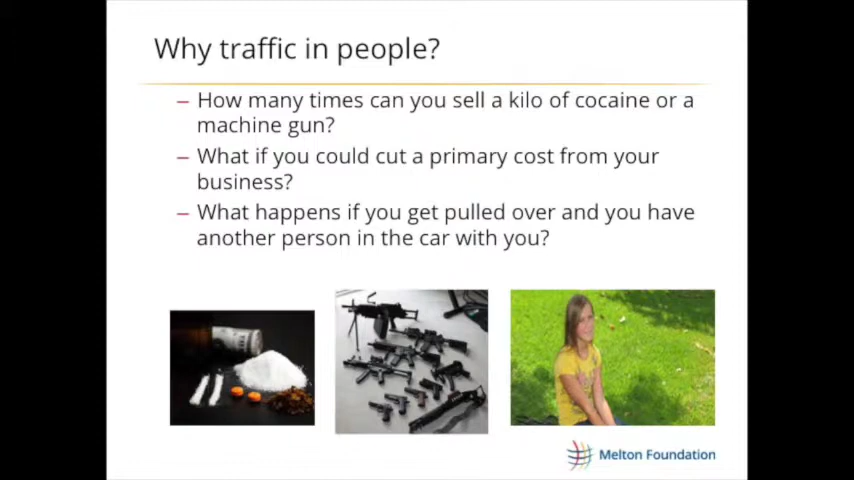 Why traffic in people?
– How many times can you sell a kilo of cocaine or a
machine gun?
– What if you could cut a primary cost from your
business?
– What happens if you get pulled over and you have
another person in the car with you?
Melton Foundation